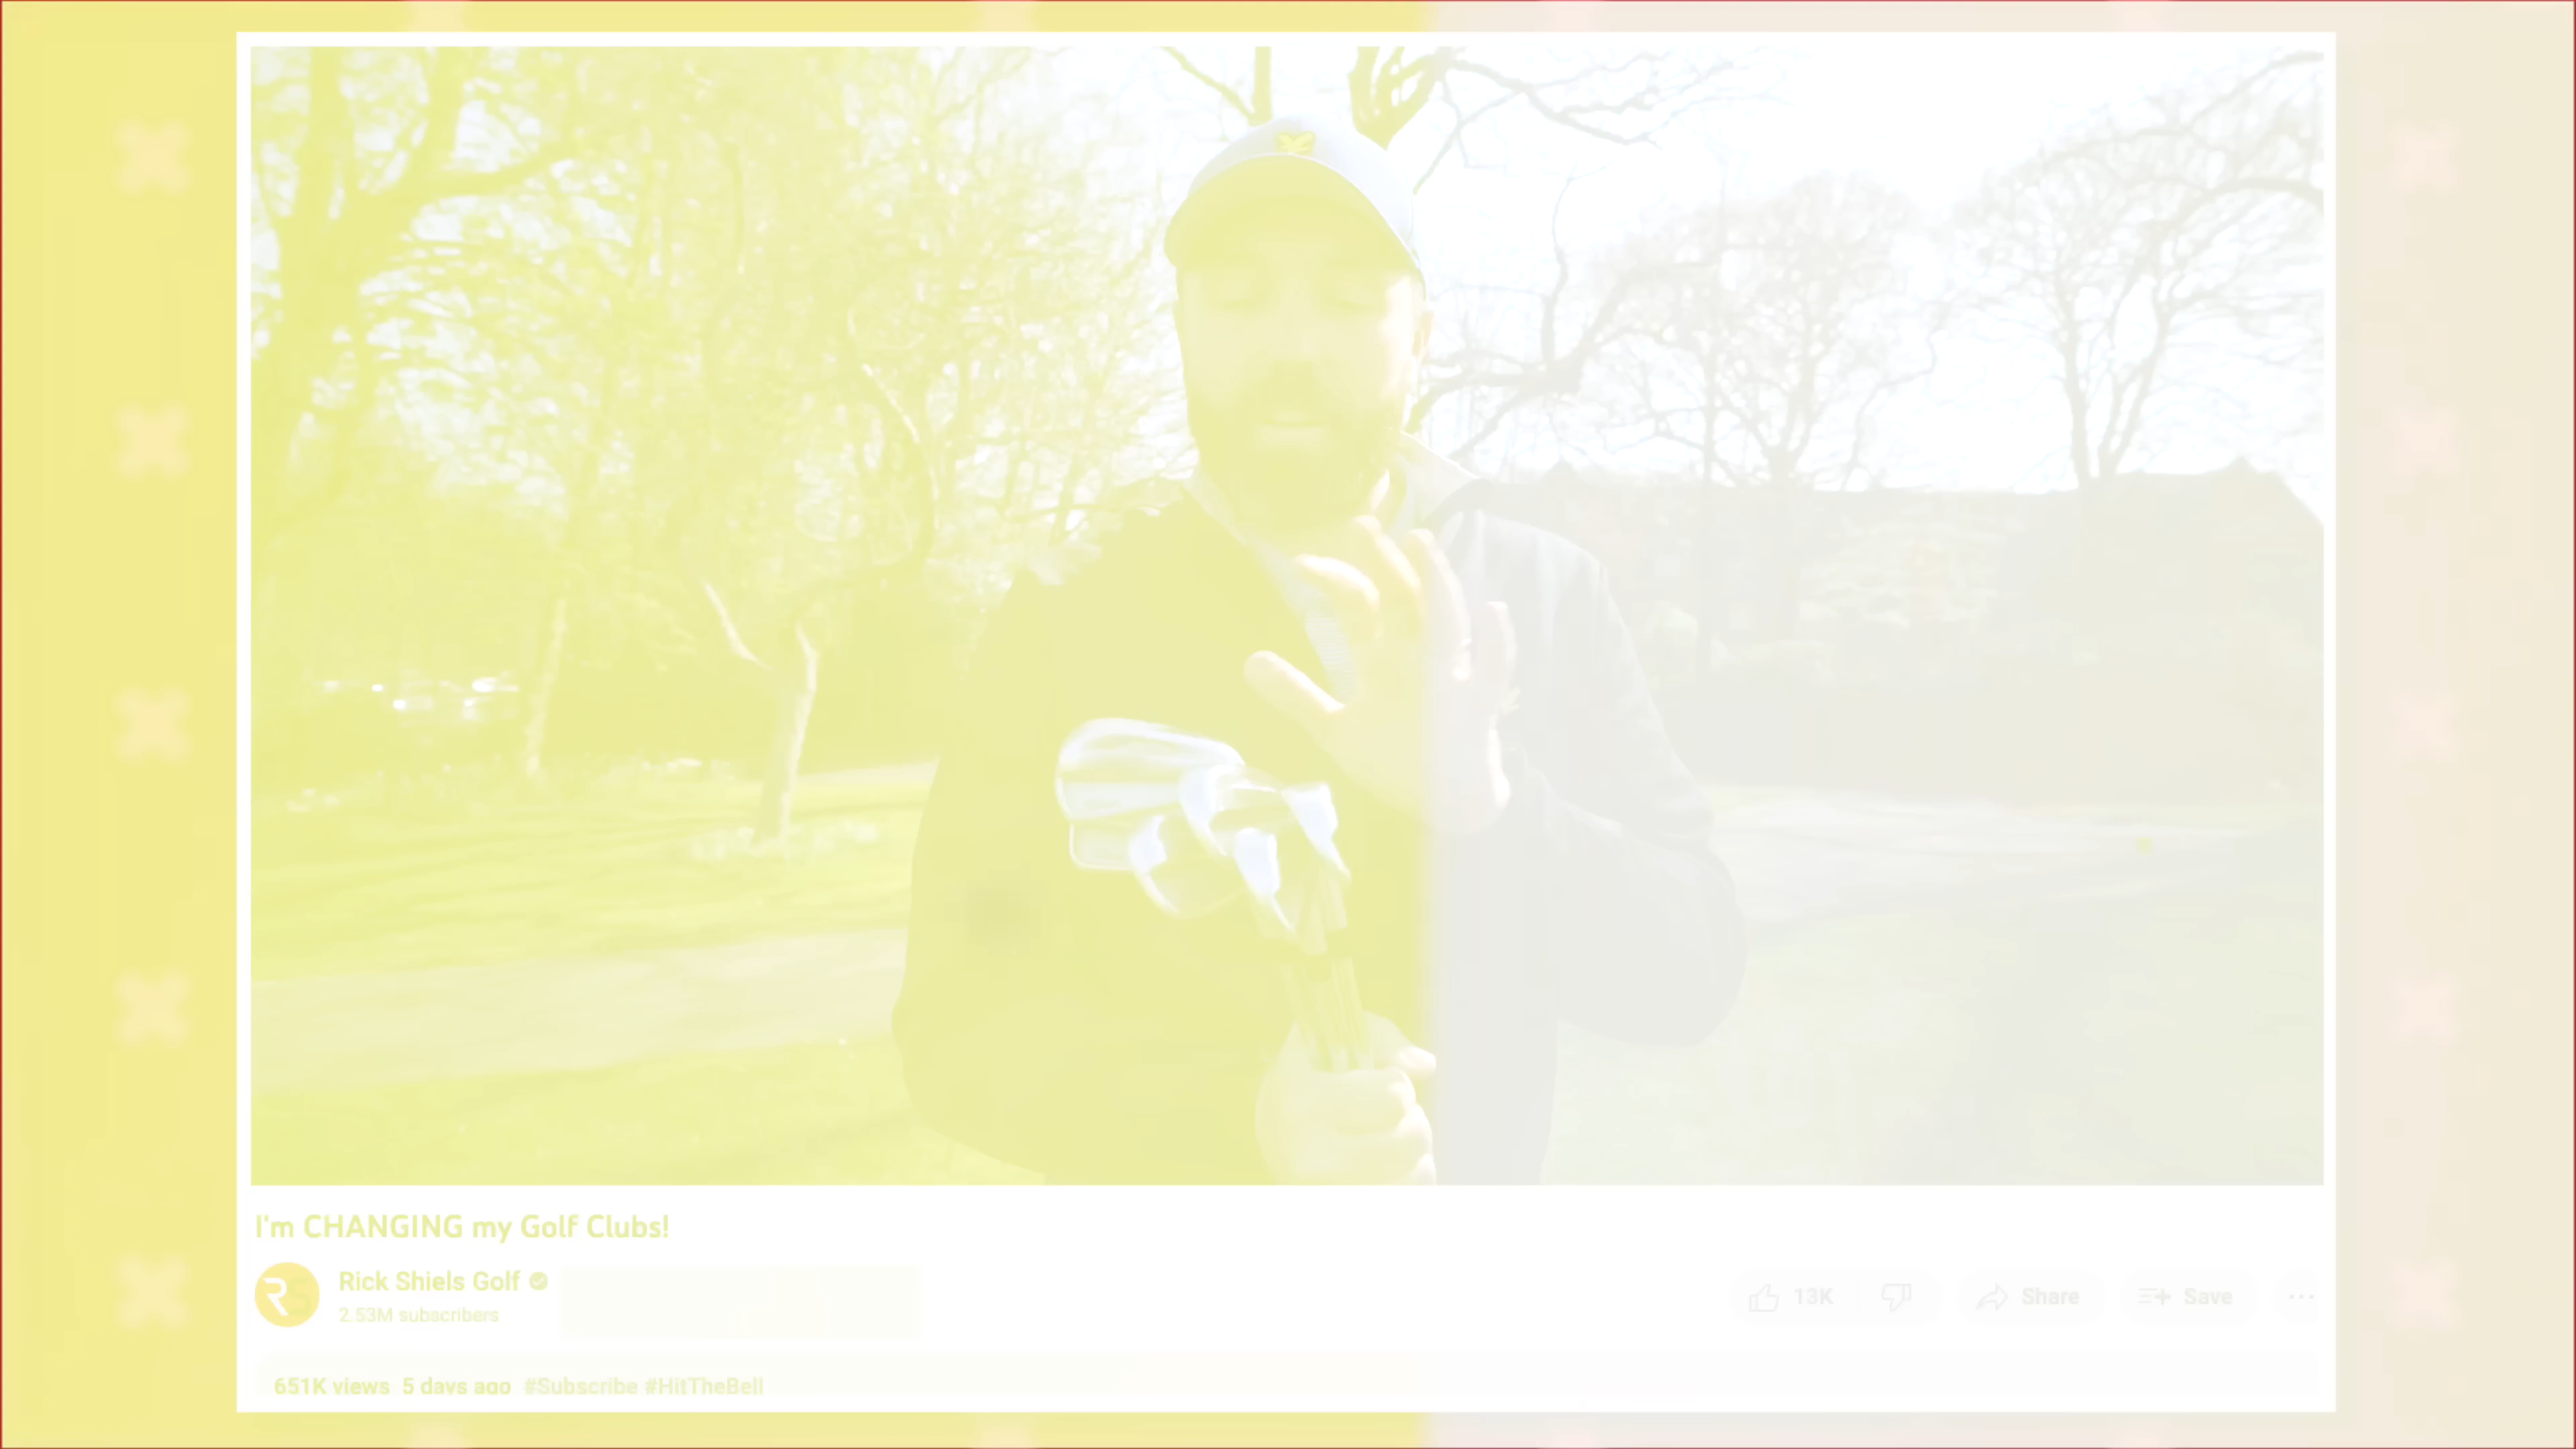 I'm CHANGING my Golf Clubs!
RS
Rick Shiels Golf
2.53M subscribers
13K
Share
Save
651K views 5 days ago #Subscribe #HitTheBell